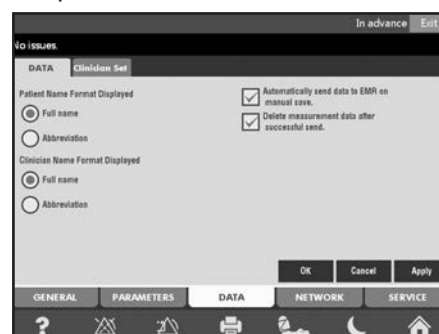 In advance Exit
No issues.
DATA Clinician Set
Patient Name Format Displayed
Full name
Abbreviation
Clinician Name Format Displayed
Full name
Abbreviation
Automatically send data to EMR on
manual save.
Delete measurement data after
successful send.
OK Cancel Apply
GENERAL PARAMETERS DATA NETWORK SERVICE
?